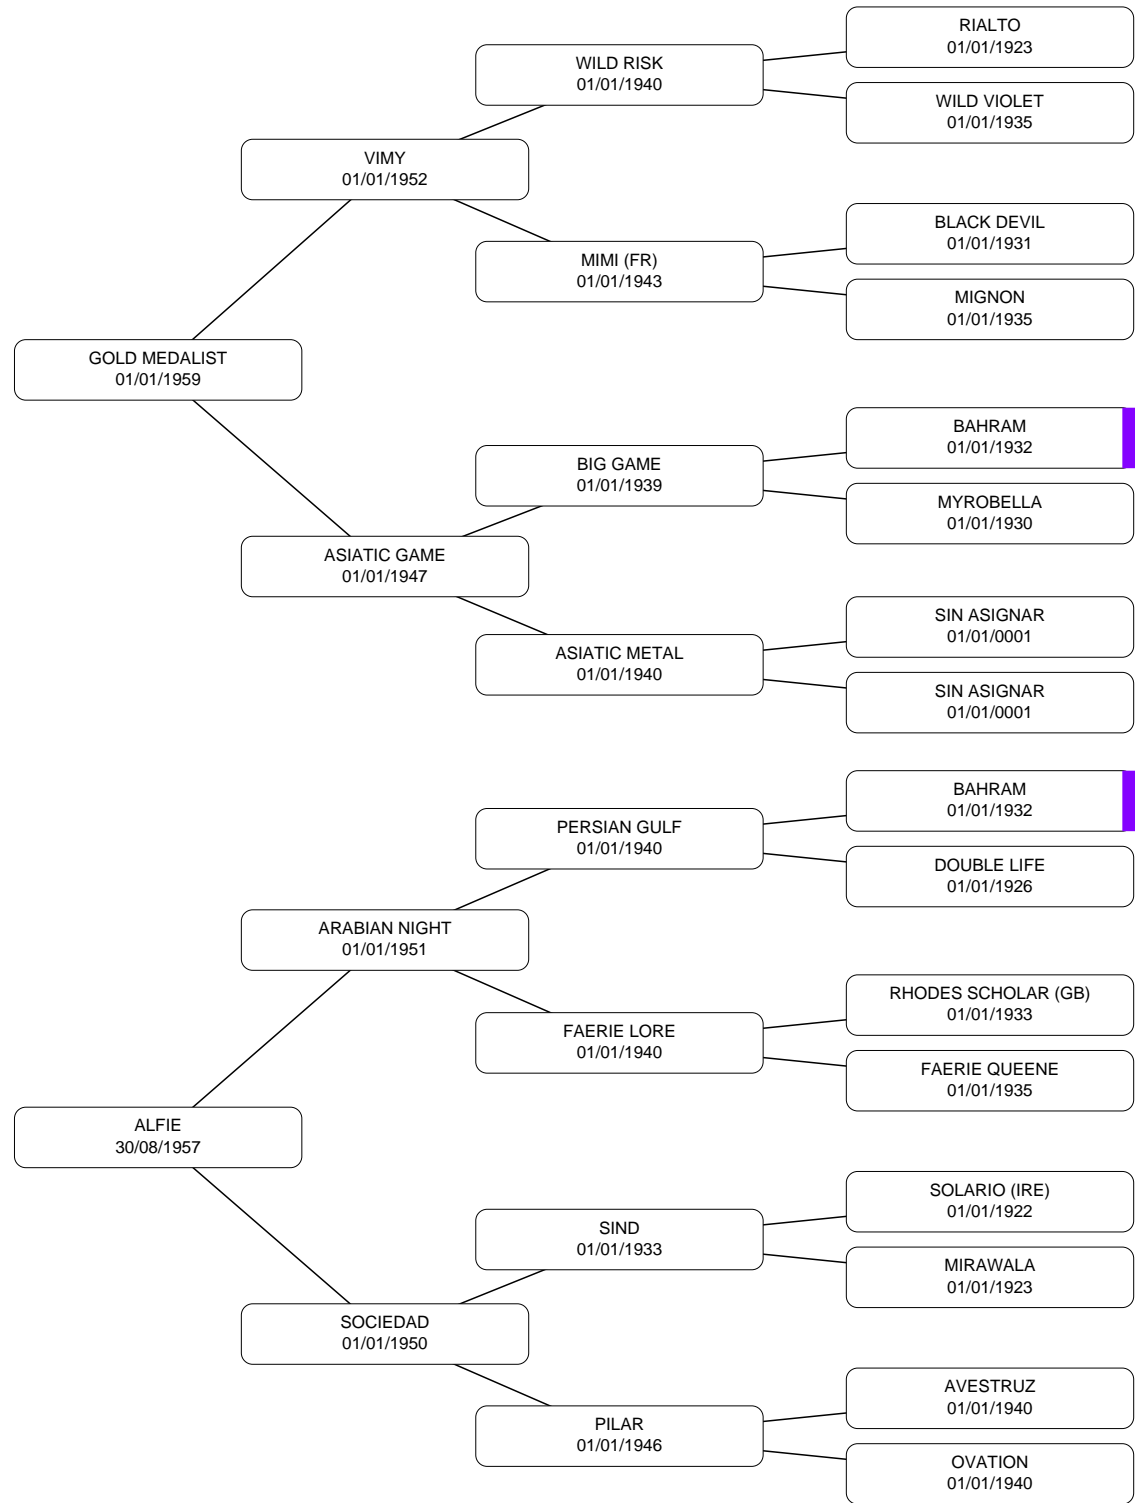 RIALTO
01/01/1923
WILD RISK
01/01/1940
WILD VIOLET
01/01/1935
VIMY
01/01/1952
BLACK DEVIL
01/01/1931
MIMI (FR)
01/01/1943
MIGNON
01/01/1935
GOLD MEDALIST
01/01/1959
BAHRAM
01/01/1932
BIG GAME
01/01/1939
MYROBELLA
01/01/1930
ASIATIC GAME
01/01/1947
SIN ASIGNAR
01/01/0001
ASIATIC METAL
01/01/1940
SIN ASIGNAR
01/01/0001
BAHRAM
01/01/1932
PERSIAN GULF
01/01/1940
DOUBLE LIFE
01/01/1926
ARABIAN NIGHT
01/01/1951
RHODES SCHOLAR (GB)
01/01/1933
FAERIE LORE
01/01/1940
FAERIE QUEENE
01/01/1935
ALFIE
30/08/1957
SOLARIO (IRE)
01/01/1922
SIND
01/01/1933
MIRAWALA
01/01/1923
SOCIEDAD
01/01/1950
AVESTRUZ
01/01/1940
PILAR
01/01/1946
OVATION
01/01/1940